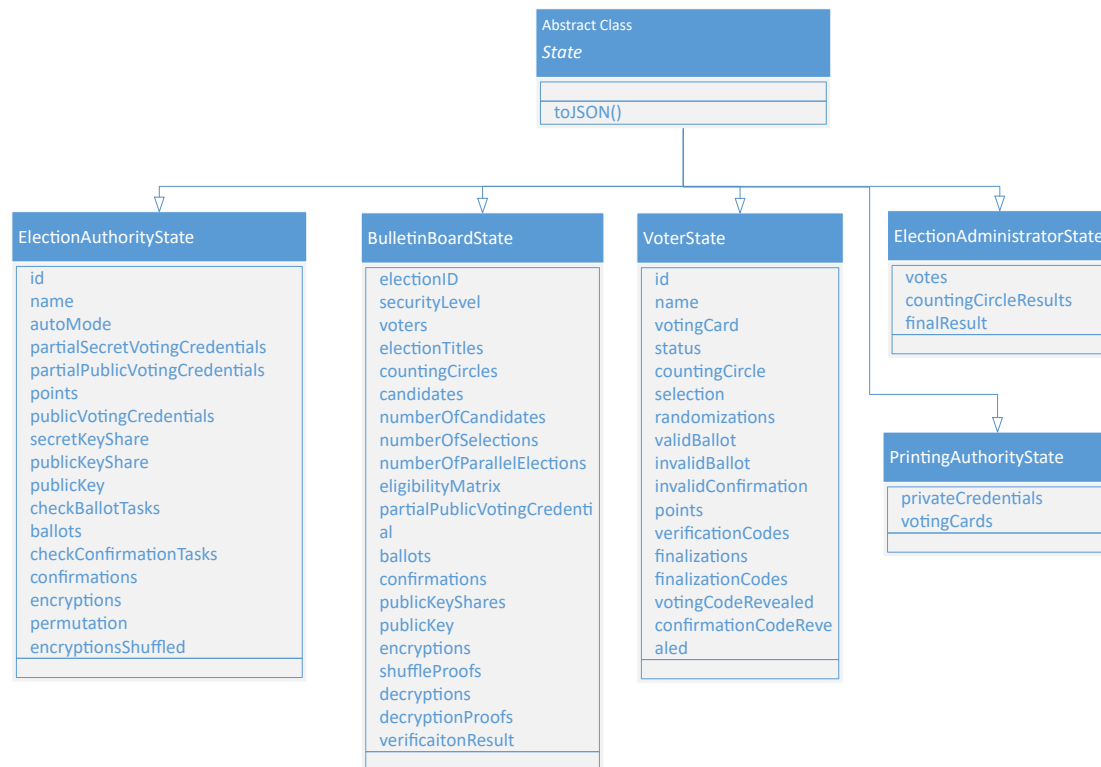 Abstract Class
State
toJSON()
ElectionAuthorityState
id
name
autoMode
partialSecretVotingCredentials
partialPublicVotingCredentials
points
publicVotingCredentials
secretKeyShare
publicKeyShare
publicKey
checkBallotTasks
ballots
checkConfirmationTasks
confirmations
encryptions
permutation
encryptionsShuffled
BulletinBoardState
electionID
securityLevel
voters
electionTitles
countingCircles
candidates
numberOfCandidates
numberOfSelections
numberOfParallelElections
eligibilityMatrix
partialPublicVotingCredenti
al
ballots
confirmations
publicKeyShares
publicKey
encryptions
shuffleProofs
decryptions
decryptionProofs
verificaitonResult
VoterState
id
name
votingCard
status
countingCircle
selection
randomizations
validBallot
invalidBallot
invalidConfirmation
points
verificationCodes
finalizations
finalizationCodes
votingCodeRevealed
confirmationCodeReve
aled
ElectionAdministratorState
votes
countingCircleResults
finalResult
PrintingAuthorityState
privateCredentials
votingCards